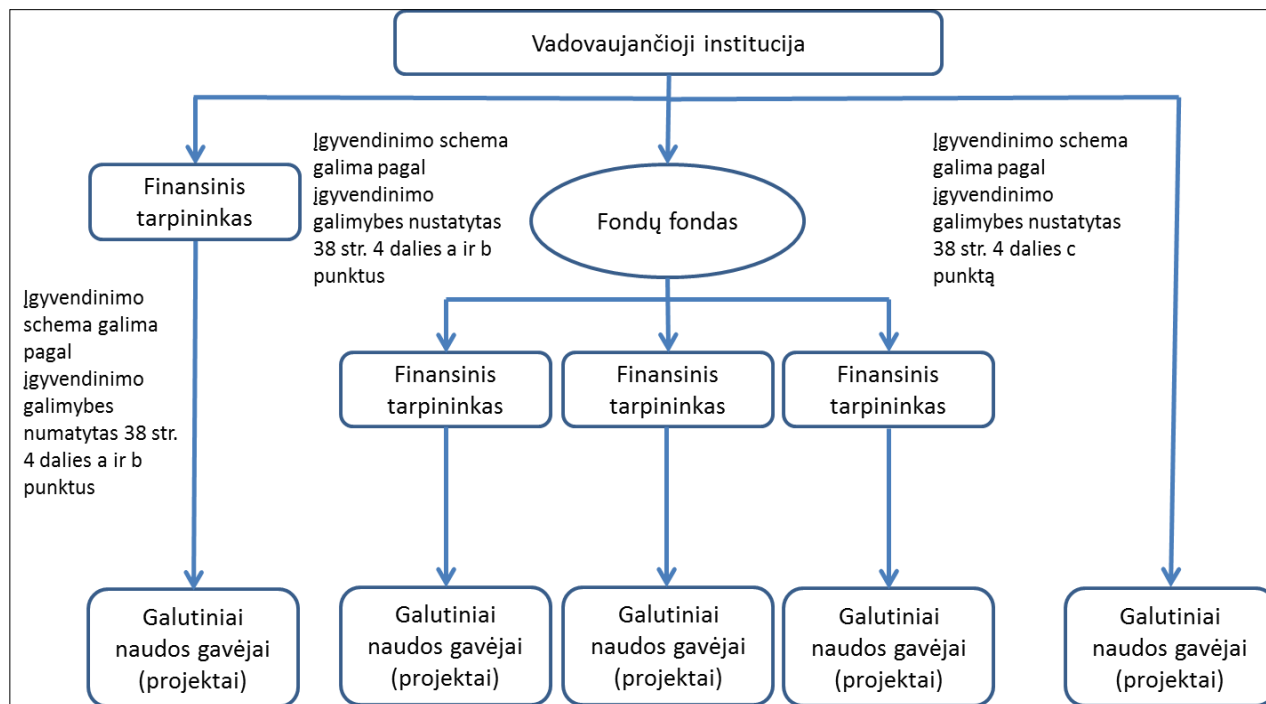 Vadovaujančioji institucija
Įgyvendinimo schema
galima pagal
įgyvendinimo
galimybes nustatytas
38 str. 4 dalies a ir b
punktus
Įgyvendinimo schema
galima pagal
įgyvendinimo
galimybes nustatytas
38 str. 4 dalies c
punktą
Finansinis
tarpininkas
Fondų fondas
Įgyvendinimo
schema galima
pagal
įgyvendinimo
galimybes
numatytas 38 str.
4 dalies a ir b
punktus
Finansinis
tarpininkas
Finansinis
tarpininkas
Finansinis
tarpininkas
Galutiniai
naudos gavėjai
(projektai)
Galutiniai
naudos gavėjai
(projektai)
Galutiniai
naudos gavėjai
(projektai)
Galutiniai
naudos gavėjai
(projektai)
Galutiniai
naudos gavėjai
(projektai)